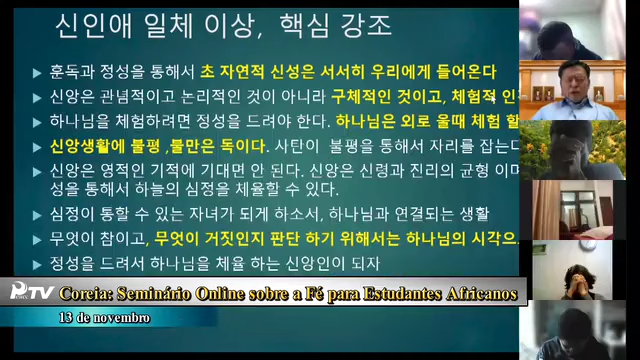 신인애 일체 이상, 핵심 강조
▶ 훈독과 정성을 통해서 초 자연적 신성은 서서히 우리에게 들어온다
▶ 신앙은 관념적이고 논리적인 것이 아니라 구체적인 것이고, 체험적 인
▶ 하나님을 체험하려면 정성을 드려야 한다. 하나님은 외로 울때 체험 할
▶ 신앙생활에 불평 ,불만은 독이다. 사탄이 불평을 통해서 자리를 잡는다
▶ 신앙은 영적인 기적에 기대면 안 된다. 신앙은 신령과 진리의 균형 이며
성을 통해서 하늘의 심정을 체율할 수 있다.
▶ 심정이 통할 수 있는 자녀가 되게 하소서, 하나님과 연결되는 생활
▶ 무엇이 참이고, 무엇이 거짓인지 판단 하기 위해서는 하나님의 시각으
▶ 정성을 드려서 하나님을 체율 하는 신앙인이 되자
TV Coreia: Seminário Online sobre a Fé para Estudantes Africanos
13 de novembro